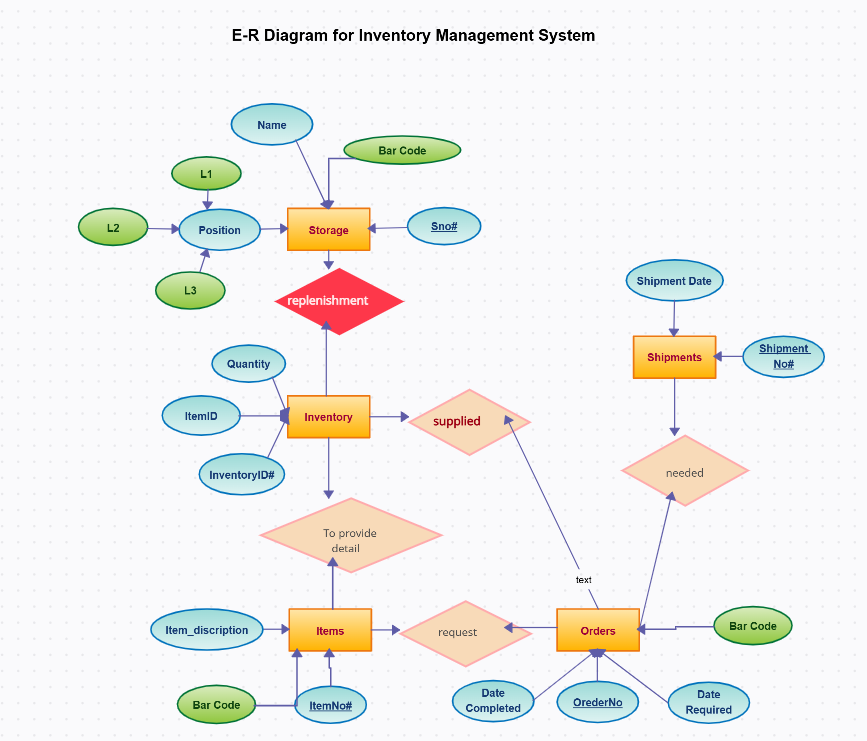 E-R Diagram for Inventory Management System
Name
Bar Code
L1
L2
Position
Storage
Sno#
L3
replenishment
Shipment Date
Shipments
Shipment
No#
Quantity
ItemID
Inventory
supplied
InventoryID#
needed
To provide
detail
text
Item_discription
Items
request
Orders
Bar Code
Bar Code
ItemNo#
Date
Completed
OrederNo
Date
Required